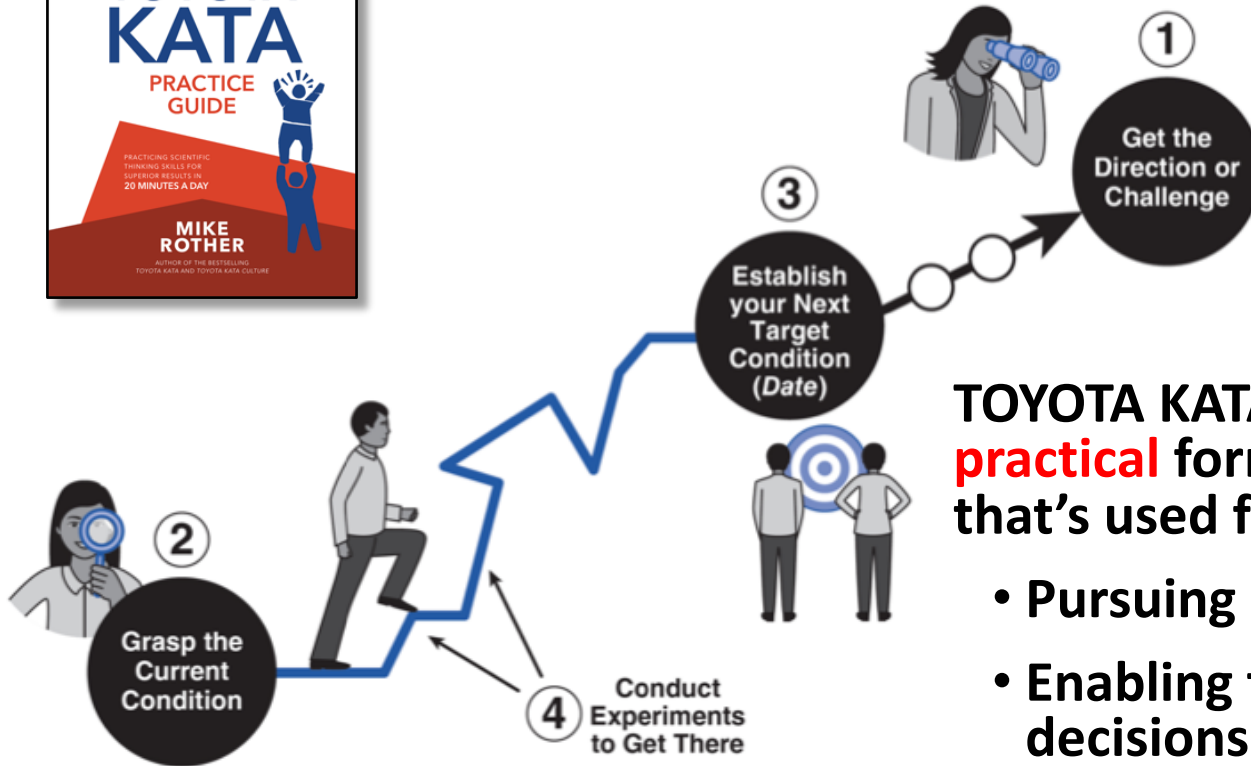 KATA
PRACTICE
GUIDE
PRACTICING SCIENTIFIC
THINKING SKILLS FOR
SUPERIOR RESULTS IN
20 MINUTES A DAY
MIKE
ROTHER
AUTHOR OF THE BESTSELLING
TOYOTA KATA AND TOYOTA KATA CULTURE
1
Get the
Direction or
Challenge
3
Establish
your Next
Target
Condition
(Date)
TOYOTA KATA
practical
that's used
• Pursuing
• Enabling
decisions
2
Grasp the
Current
Condition
4
Conduct
Experiments
to Get There